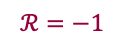 ℛ = −1